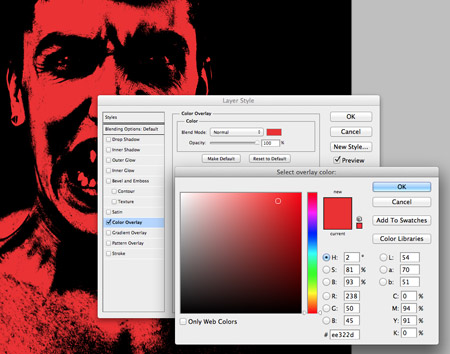 Layer Style
Styles
Blending Options: Default
Drop Shadow
Inner Shadow
Outer Glow
Inner Glow
Bevel and Emboss
Contour
Texture
Satin
Color Overlay
Gradient Overlay
Pattern Overlay
Stroke
Color Overlay
Color
Blend Mode: Normal
Opacity: 100 %
Make Default Reset to Default
OK
Cancel
New Style...
Preview
Select overlay color:
new
current
OK
Cancel
Add To Swatches
Color Libraries
Only Web Colors
H: 2 °
S: 81 %
B: 93 %
R: 238
G: 50
B: 45
# ee322d
L: 54
a: 70
b: 51
C: 0 %
M: 94 %
Y: 91 %
K: 0 %